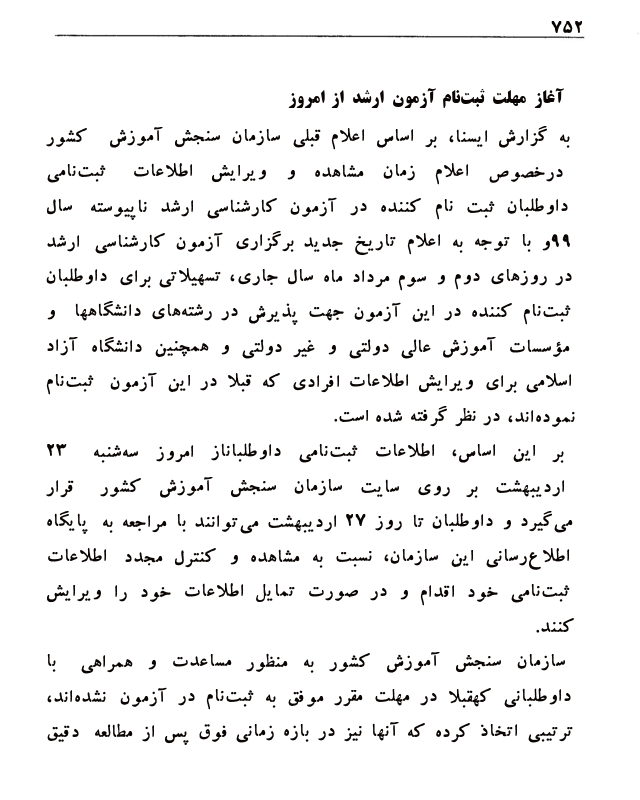 ۷۵۲
آغاز مهلت ثبت‌نام آزمون ارشد از امروز
به گزارش ایسنا، بر اساس اعلام قبلی سازمان سنجش آموزش کشور
درخصوص اعلام زمان مشاهده و ویرایش اطلاعات ثبت‌نامی
داوطلبان ثبت نام کننده در آزمون کارشناسی ارشد ناپیوسته سال
۹۹و با توجه به اعلام تاریخ جدید برگزاری آزمون کارشناسی ارشد
در روزهای دوم و سوم مرداد ماه سال جاری، تسهیلاتی برای داوطلبان
ثبت‌نام کننده در این آزمون جهت پذیرش در رشته‌های دانشگاهها و
مؤسسات آموزش عالی دولتی و غیر دولتی و همچنین دانشگاه آزاد
اسلامی برای ویرایش اطلاعات افرادی که قبلا در این آزمون ثبت‌نام
نموده‌اند، در نظر گرفته شده است.
بر این اساس، اطلاعات ثبت‌نامی داوطلباناز امروز سه‌شنبه ۲۳
اردیبهشت بر روی سایت سازمان سنجش آموزش کشور قرار
می‌گیرد و داوطلبان تا روز ۲۷ اردیبهشت می‌توانند با مراجعه به پایگاه
اطلاع‌رسانی این سازمان، نسبت به مشاهده و کنترل مجدد اطلاعات
ثبت‌نامی خود اقدام و در صورت تمایل اطلاعات خود را ویرایش
کنند.
سازمان سنجش آموزش کشور به منظور مساعدت و همراهی با
داوطلبانی کهقبلا در مهلت مقرر موفق به ثبت‌نام در آزمون نشده‌اند،
ترتیبی اتخاذ کرده که آنها نیز در بازه زمانی فوق پس از مطالعه دقیق